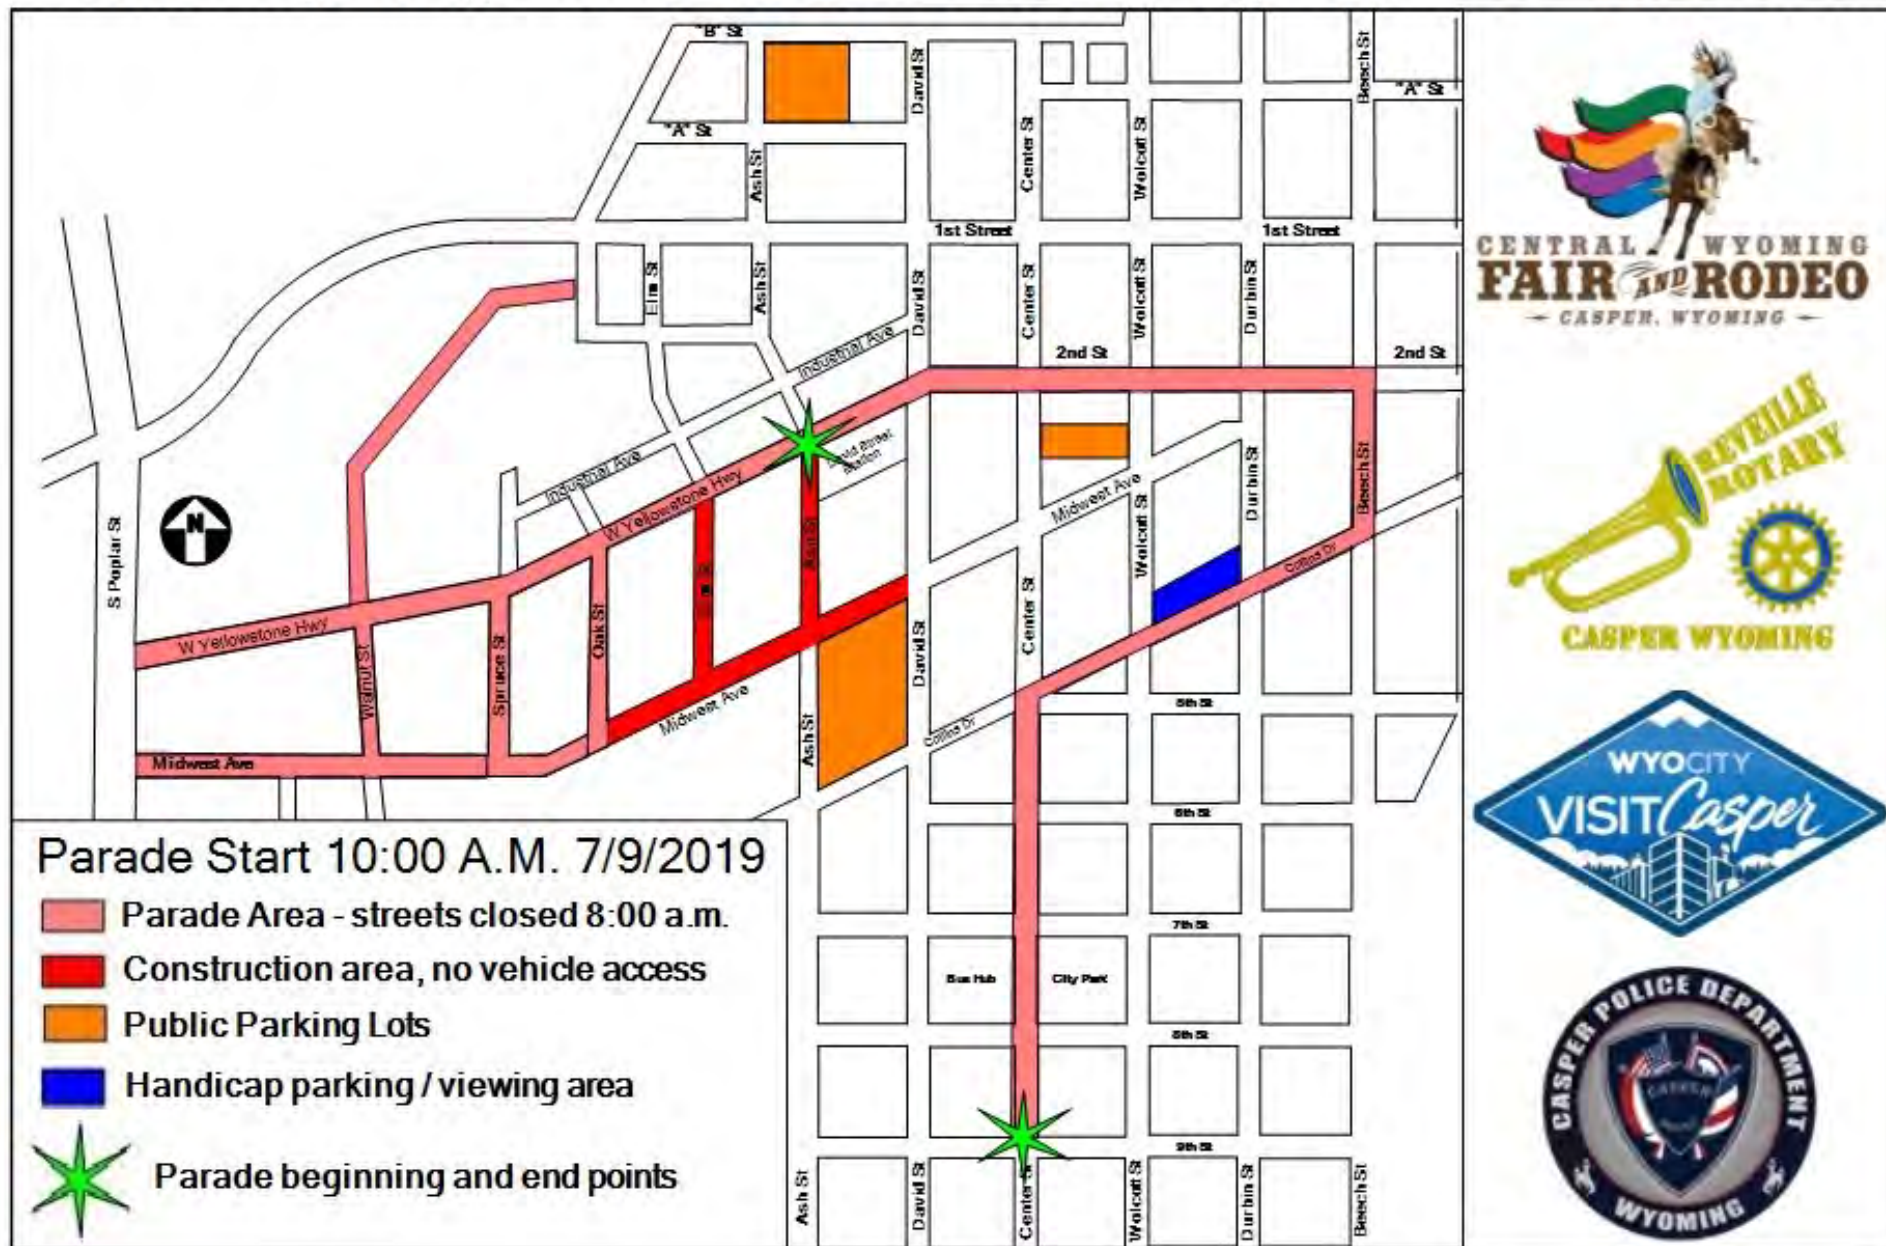 "B" St
"A" St
David St
Beech St
"A" St
Ash St
Center St
Wolcott St
1st Street
1st Street
Elm St
Ash St
David St
Center St
Wolcott St
Durbin St
Industrial Ave
2nd St
2nd St
David Street
Station
Industrial Ave
W Yellowstone Hwy
Midwest Ave
Beech St
N
S Poplar St
Ash St
Elm St
Wolcott St
Durbin St
Collins Dr
Center St
W Yellowstone Hwy
Walnut St
Spruce St
Oak St
David St
Midwest Ave
Midwest Ave
Ash St
Collins Dr
5th St
6th St
7th St
Bus Hub
City Park
8th St
9th St
Ash St
David St
Center St
Wolcott St
Durbin St
Beech St
Parade Start 10:00 A.M. 7/9/2019
Parade Area - streets closed 8:00 a.m.
Construction area, no vehicle access
Public Parking Lots
Handicap parking / viewing area
Parade beginning and end points
CENTRAL WYOMING
FAIR AND RODEO
CASPER, WYOMING
REVEILLE
ROTARY
CASPER WYOMING
WYOCITY
VISIT Casper
CASPER POLICE DEPARTMENT
CASPER
WYOMING